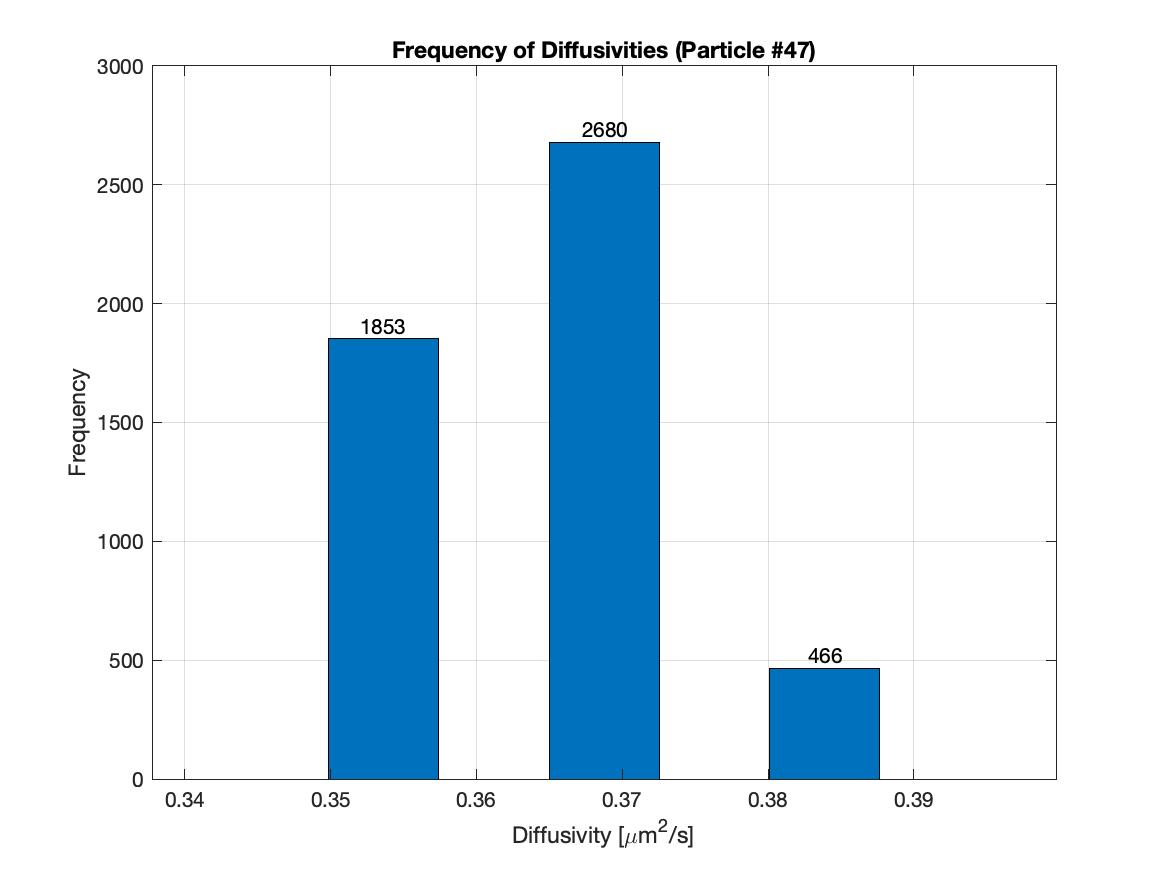 Frequency of Diffusivities (Particle #47)
3000
2500
2000
1500
1000
500
0
Frequency
1853
2680
466
0.34 0.35 0.36 0.37 0.38 0.39
Diffusivity [μm²/s]